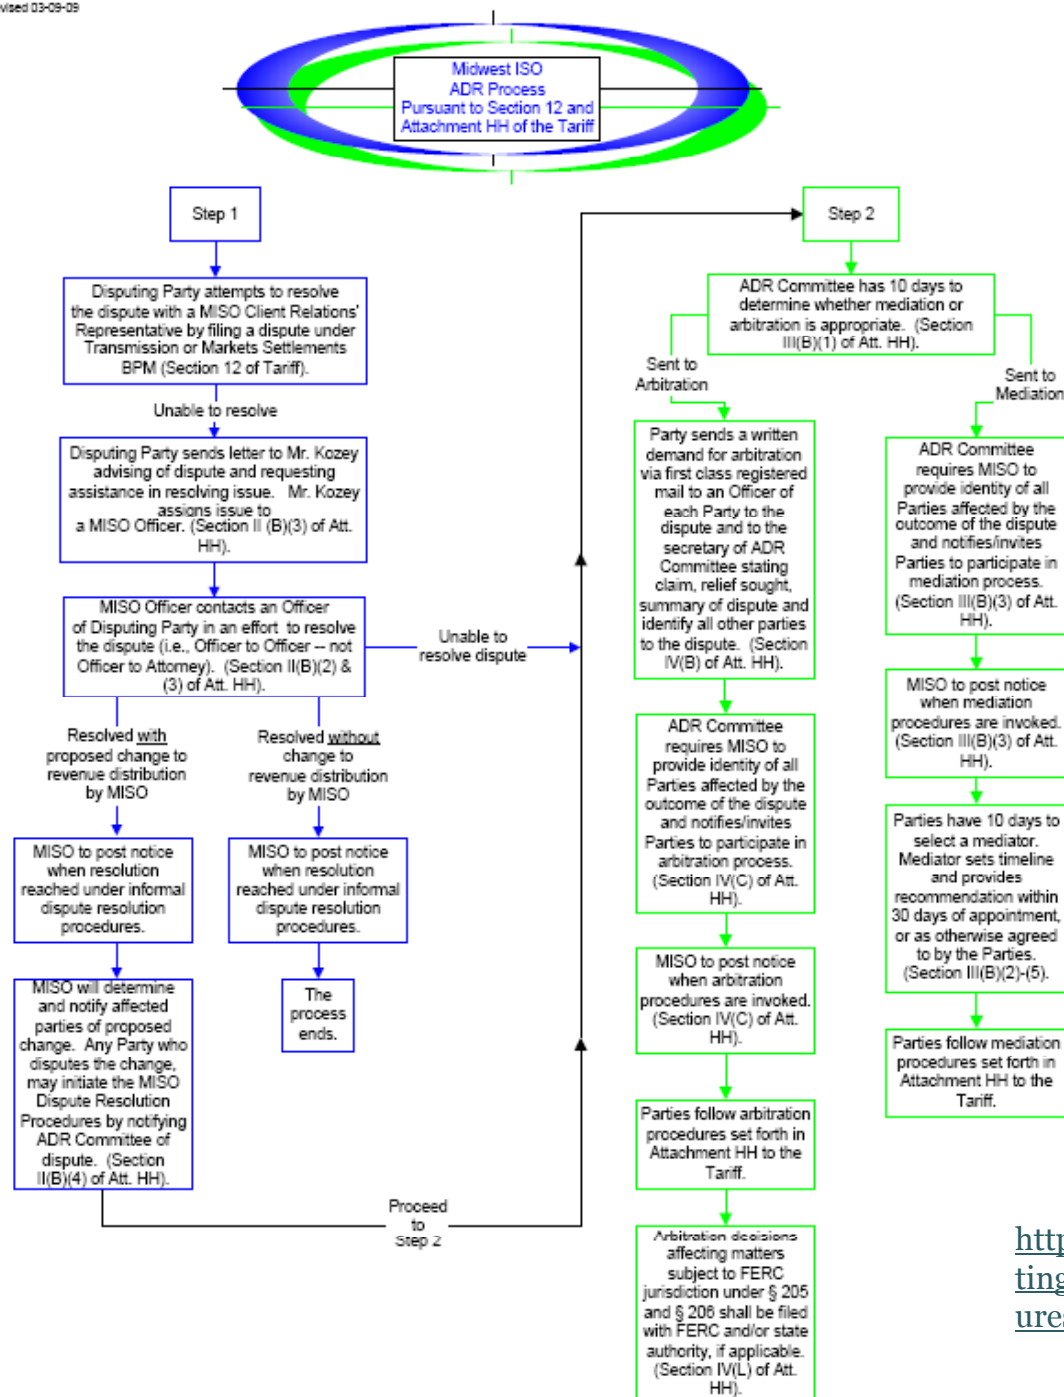 vised 03-09-09
Midwest ISO
ADR Process
Pursuant to Section 12 and
Attachment HH of the Tariff
Step 1
Disputing Party attempts to resolve
the dispute with a MISO Client Relations'
Representative by filing a dispute under
Transmission or Markets Settlements
BPM (Section 12 of Tariff).
Unable to resolve
Disputing Party sends letter to Mr. Kozey
advising of dispute and requesting
assistance in resolving issue. Mr. Kozey
assigns issue to
a MISO Officer. (Section II (B)(3) of Att.
HH).
MISO Officer contacts an Officer
of Disputing Party in an effort to resolve
the dispute (i.e., Officer to Officer -- not
Officer to Attorney). (Section II(B)(2) &
(3) of Att. HH).
Unable to
resolve dispute
Resolved with
proposed change to
revenue distribution
by MISO
Resolved without
change to
revenue distribution
by MISO
MISO to post notice
when resolution
reached under informal
dispute resolution
procedures.
MISO to post notice
when resolution
reached under informal
dispute resolution
procedures.
MISO will determine
and notify affected
parties of proposed
change. Any Party who
disputes the change,
may initiate the MISO
Dispute Resolution
Procedures by notifying
ADR Committee of
dispute. (Section
II(B)(4) of Att. HH).
The
process
ends.
Proceed
to
Step 2
Step 2
ADR Committee has 10 days to
determine whether mediation or
arbitration is appropriate. (Section
III(B)(1) of Att. HH).
Sent to
Arbitration
Sent to
Mediation
Party sends a written
demand for arbitration
via first class registered
mail to an Officer of
each Party to the
dispute and to the
secretary of ADR
Committee stating
claim, relief sought,
summary of dispute and
identify all other parties
to the dispute. (Section
IV(B) of Att. HH).
ADR Committee
requires MISO to
provide identity of all
Parties affected by the
outcome of the dispute
and notifies/invites
Parties to participate in
arbitration process.
(Section IV(C) of Att.
HH).
MISO to post notice
when arbitration
procedures are invoked.
(Section IV(C) of Att.
HH).
Parties follow arbitration
procedures set forth in
Attachment HH to the
Tariff.
Arbitration decisions
affecting matters
subject to FERC
jurisdiction under § 205
and § 206 shall be filed
with FERC and/or state
authority, if applicable.
(Section IV(L) of Att.
HH).
ADR Committee
requires MISO to
provide identity of all
Parties affected by the
outcome of the dispute
and notifies/invites
Parties to participate in
mediation process.
(Section III(B)(3) of Att.
HH).
MISO to post notice
when mediation
procedures are invoked.
(Section III(B)(3) of Att.
HH).
Parties have 10 days to
select a mediator.
Mediator sets timeline
and provides
recommendation within
30 days of appointment,
or as otherwise agreed
to by the Parties.
(Section III(B)(2)-(5).
Parties follow mediation
procedures set forth in
Attachment HH to the
Tariff.
http
ting
ures